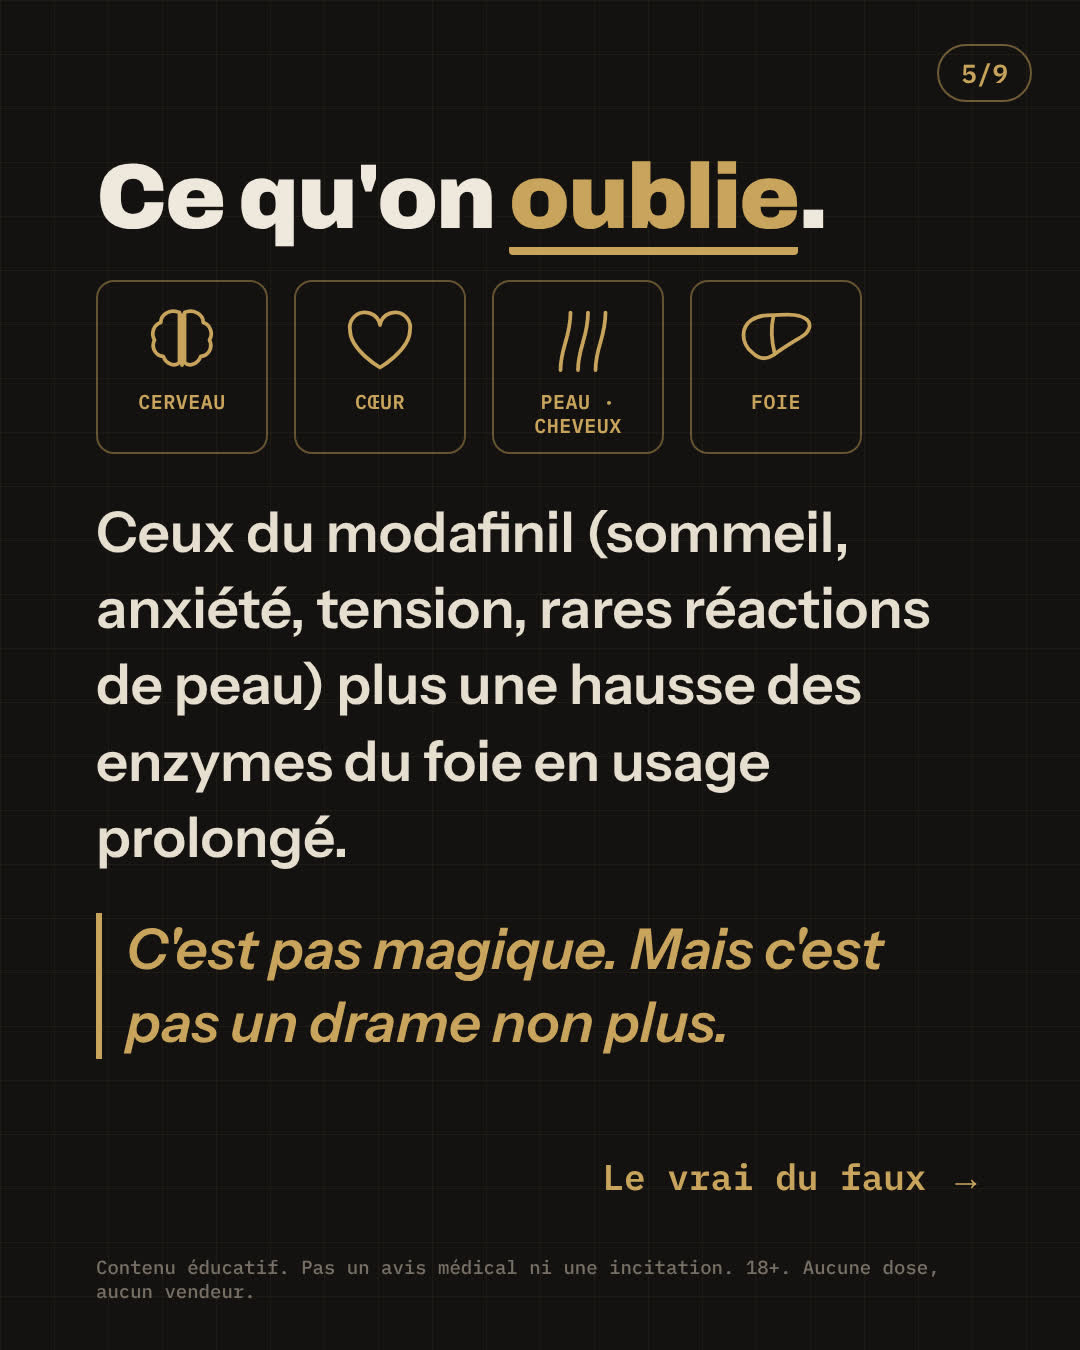 5/9
Ce qu'on oublie.
CERVEAU
CŒUR
PEAU ·
CHEVEUX
FOIE
Ceux du modafinil (sommeil,
anxiété, tension, rares réactions
de peau) plus une hausse des
enzymes du foie en usage
prolongé.
C'est pas magique. Mais c'est
pas un drame non plus.
Le vrai du faux →
Contenu éducatif. Pas un avis médical ni une incitation. 18+. Aucune dose,
aucun vendeur.